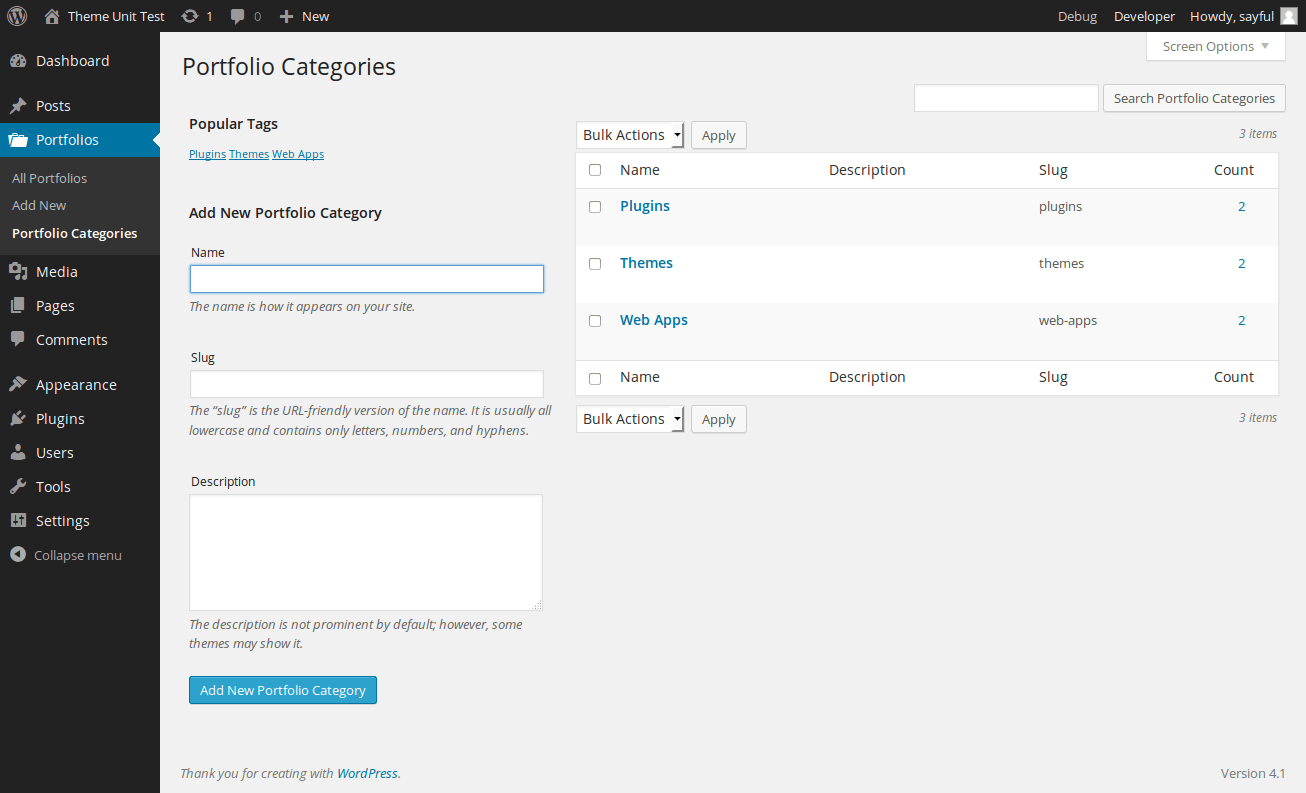 Theme Unit Test 1 0 New Debug Developer Howdy, sayful
Dashboard
Posts
Portfolios
All Portfolios
Add New
Portfolio Categories
Media
Pages
Comments
Appearance
Plugins
Users
Tools
Settings
Collapse menu
Screen Options
Portfolio Categories
Search Portfolio Categories
Popular Tags
Plugins Themes Web Apps
Add New Portfolio Category
Name
The name is how it appears on your site.
Slug
The “slug” is the URL-friendly version of the name. It is usually all
lowercase and contains only letters, numbers, and hyphens.
Description
The description is not prominent by default; however, some
themes may show it.
Add New Portfolio Category
Bulk Actions Apply 3 items
Name Description Slug Count
Plugins plugins 2
Themes themes 2
Web Apps web-apps 2
Name Description Slug Count
Bulk Actions Apply 3 items
Thank you for creating with WordPress. Version 4.1